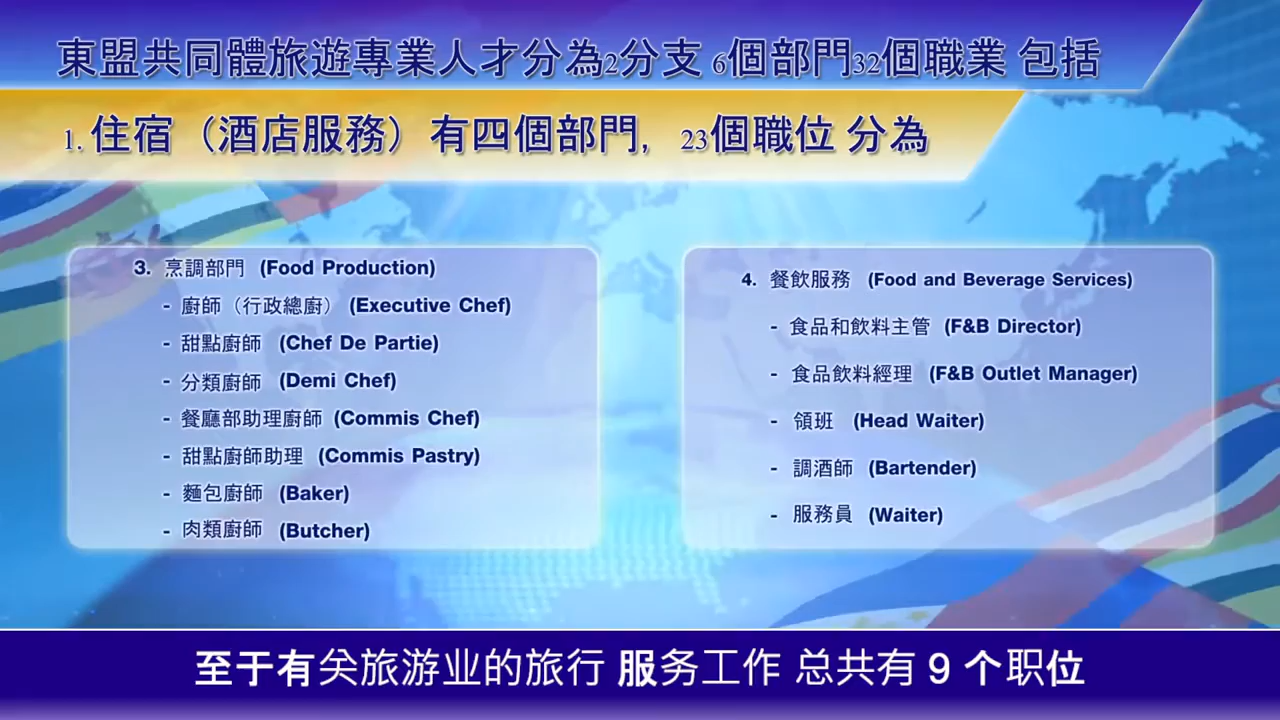 東盟共同體旅遊專業人才分為2分支 6個部門32個職業 包括
1. 住宿（酒店服務）有四個部門，23個職位 分為
3. 烹調部門 (Food Production)
- 廚師（行政總廚） (Executive Chef)
- 甜點廚師 (Chef De Partie)
- 分類廚師 (Demi Chef)
- 餐廳部助理廚師 (Commis Chef)
- 甜點廚師助理 (Commis Pastry)
- 麵包廚師 (Baker)
- 肉類廚師 (Butcher)
4. 餐飲服務 (Food and Beverage Services)
- 食品和飲料主管 (F&B Director)
- 食品飲料經理 (F&B Outlet Manager)
- 領班 (Head Waiter)
- 調酒師 (Bartender)
- 服務員 (Waiter)
至于有关旅游业的旅行 服务工作 总共有 9 个职位